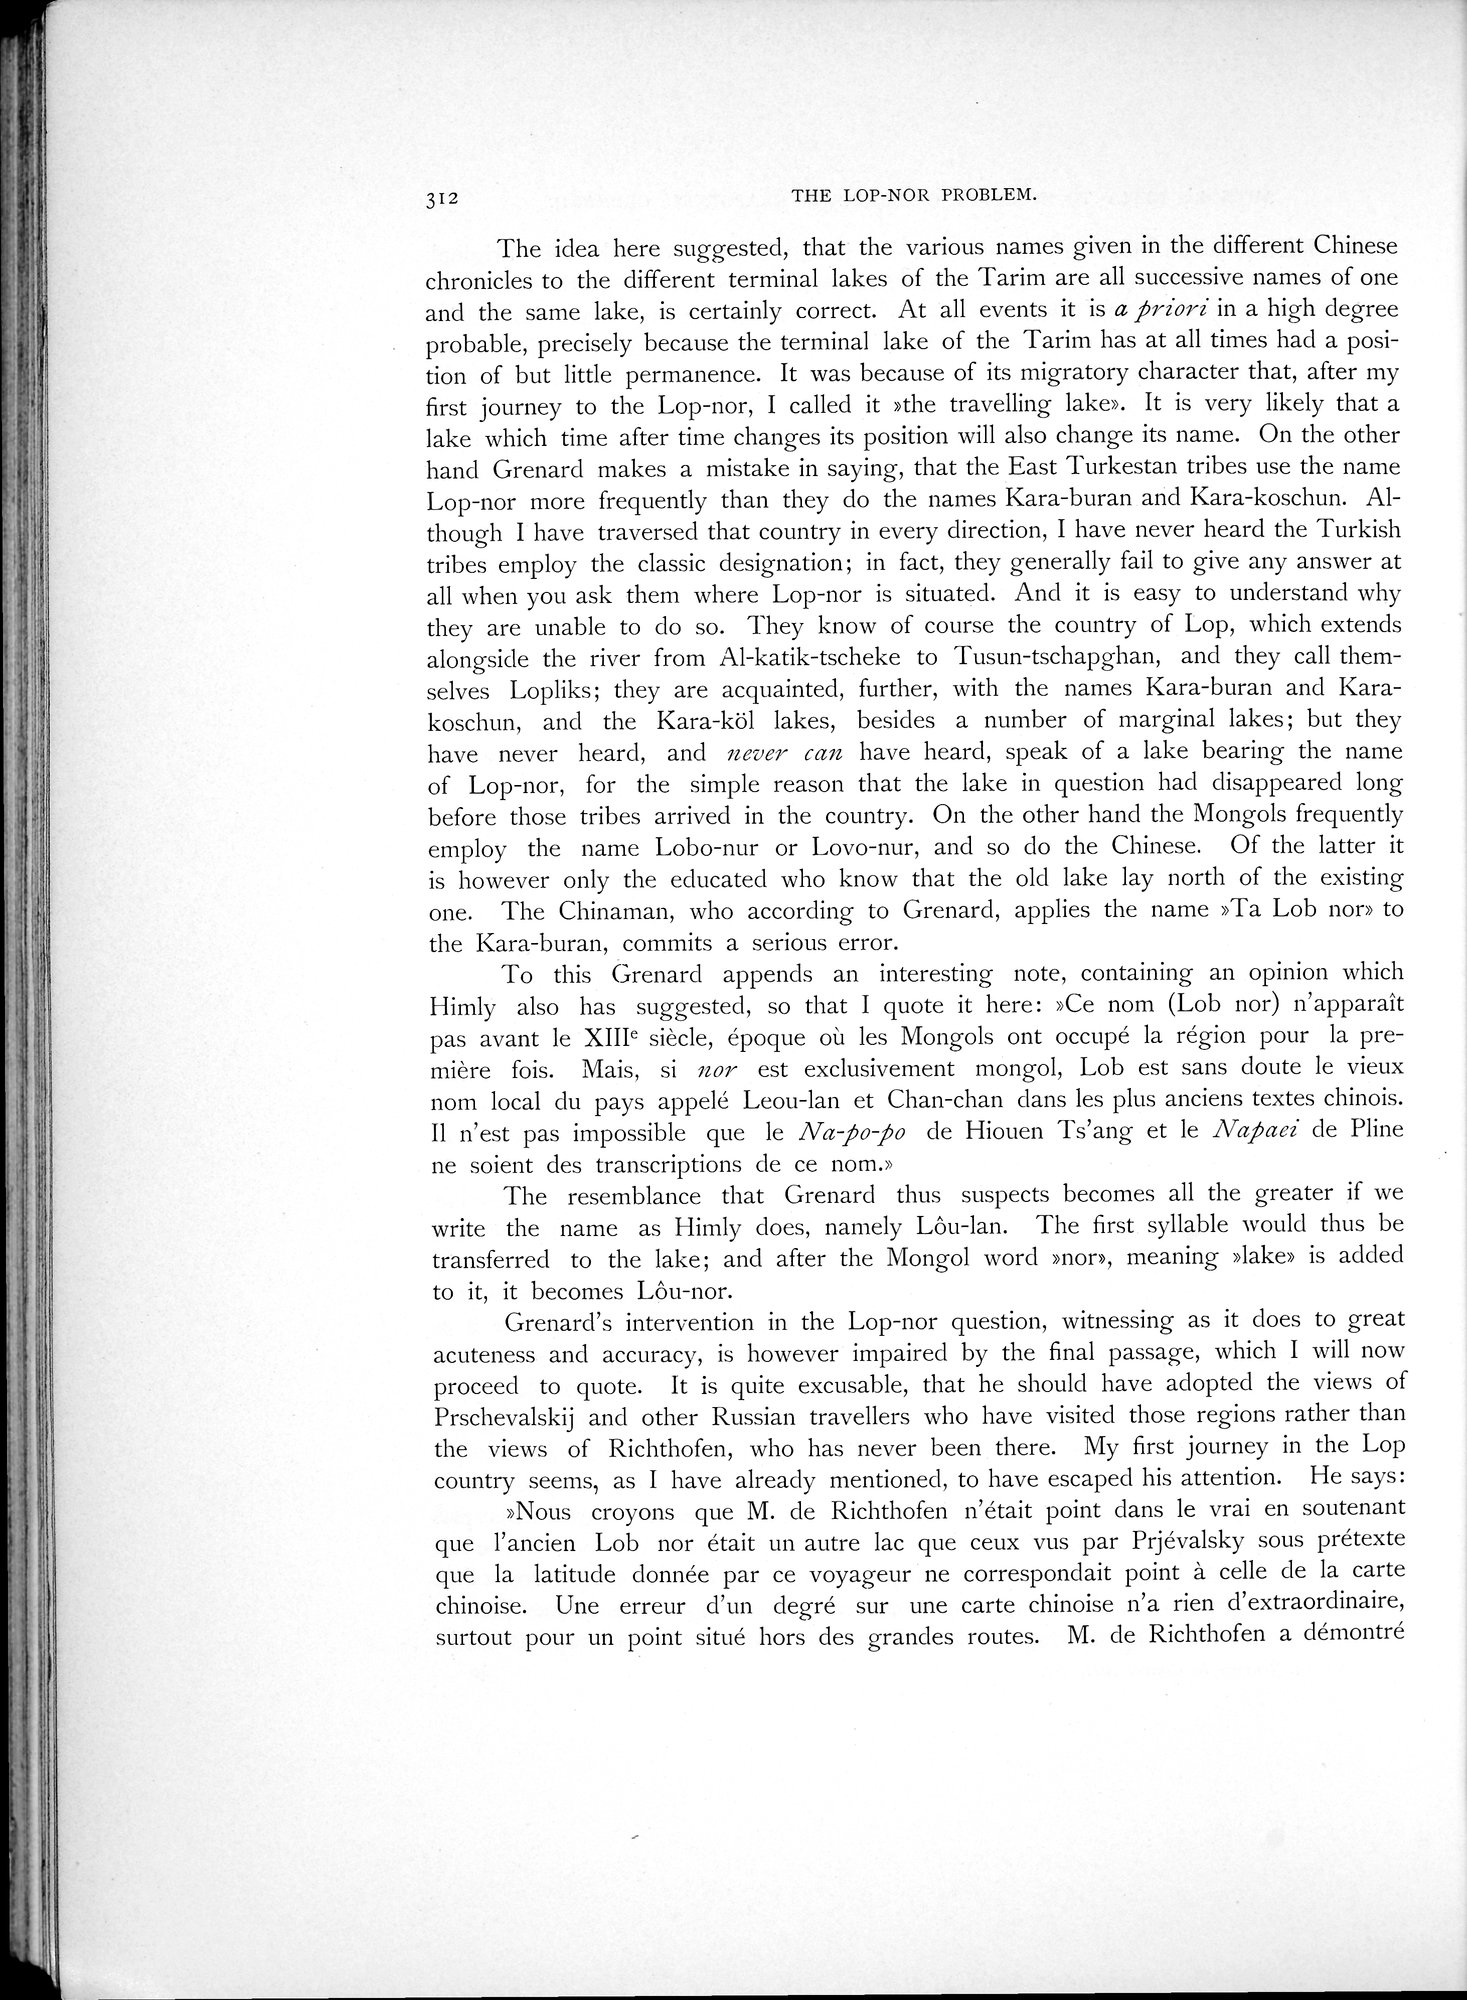 312
THE LOP-NOR PROBLEM.
The idea here suggested, that the various names given in the different Chinese
chronicles to the different terminal lakes of the Tarim are all successive names of one
and the same lake, is certainly correct. At all events it is a priori in a high degree
probable, precisely because the terminal lake of the Tarim has at all times had a posi-
tion of but little permanence. It was because of its migratory character that, after my
first journey to the Lop-nor, I called it »the travelling lake». It is very likely that a
lake which time after time changes its position will also change its name. On the other
hand Grenard makes a mistake in saying, that the East Turkestan tribes use the name
Lop-nor more frequently than they do the names Kara-buran and Kara-koschun. Al-
though I have traversed that country in every direction, I have never heard the Turkish
tribes employ the classic designation; in fact, they generally fail to give any answer at
all when you ask them where Lop-nor is situated. And it is easy to understand why
they are unable to do so. They know of course the country of Lop, which extends
alongside the river from Al-katik-tscheke to Tusun-tschapghan, and they call them-
selves Lopliks; they are acquainted, further, with the names Kara-buran and Kara-
koschun, and the Kara-köl lakes, besides a number of marginal lakes; but they
have never heard, and never can have heard, speak of a lake bearing the name
of Lop-nor, for the simple reason that the lake in question had disappeared long
before those tribes arrived in the country. On the other hand the Mongols frequently
employ the name Lobo-nur or Lovo-nur, and so do the Chinese. Of the latter it
is however only the educated who know that the old lake lay north of the existing
one. The Chinaman, who according to Grenard, applies the name »Ta Lob nor» to
the Kara-buran, commits a serious error.
To this Grenard appends an interesting note, containing an opinion which
Himly also has suggested, so that I quote it here: »Ce nom (Lob nor) n'apparaît
pas avant le XIIIe siècle, époque où les Mongols ont occupé la région pour la pre-
mière fois. Mais, si nor est exclusivement mongol, Lob est sans doute le vieux
nom local du pays appelé Leou-lan et Chan-chan dans les plus anciens textes chinois.
Il n'est pas impossible que le Na-po-po de Hiouen Ts'ang et le Napaei de Pline
ne soient des transcriptions de ce nom.»
The resemblance that Grenard thus suspects becomes all the greater if we
write the name as Himly does, namely Lôu-lan. The first syllable would thus be
transferred to the lake; and after the Mongol word »nor», meaning »lake» is added
to it, it becomes Lôu-nor.
Grenard's intervention in the Lop-nor question, witnessing as it does to great
acuteness and accuracy, is however impaired by the final passage, which I will now
proceed to quote. It is quite excusable, that he should have adopted the views of
Prschevalskij and other Russian travellers who have visited those regions rather than
the views of Richthofen, who has never been there. My first journey in the Lop
country seems, as I have already mentioned, to have escaped his attention. He says:
»Nous croyons que M. de Richthofen n'était point dans le vrai en soutenant
que l'ancien Lob nor était un autre lac que ceux vus par Prjévalsky sous prétexte
que la latitude donnée par ce voyageur ne correspondait point à celle de la carte
chinoise. Une erreur d'un degré sur une carte chinoise n'a rien d'extraordinaire,
surtout pour un point situé hors des grandes routes. M. de Richthofen a démontré